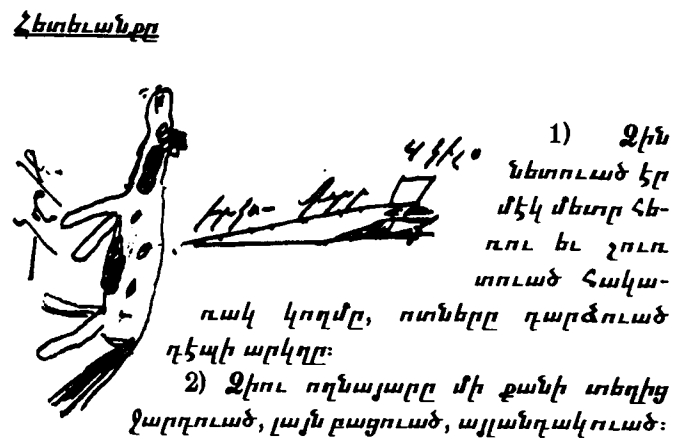 Հետեւանքը
1) Ձին
նետուած էր
մէկ մետր հե-
ռու եւ շուռ
տուած հակա-
ռակ կողմը, ոտները դարձուած
դէպի արկղը:
2) Ձիու ողնայարը մի քանի տեղից
ջարդուած, լայն բացուած, այլանդակուած: